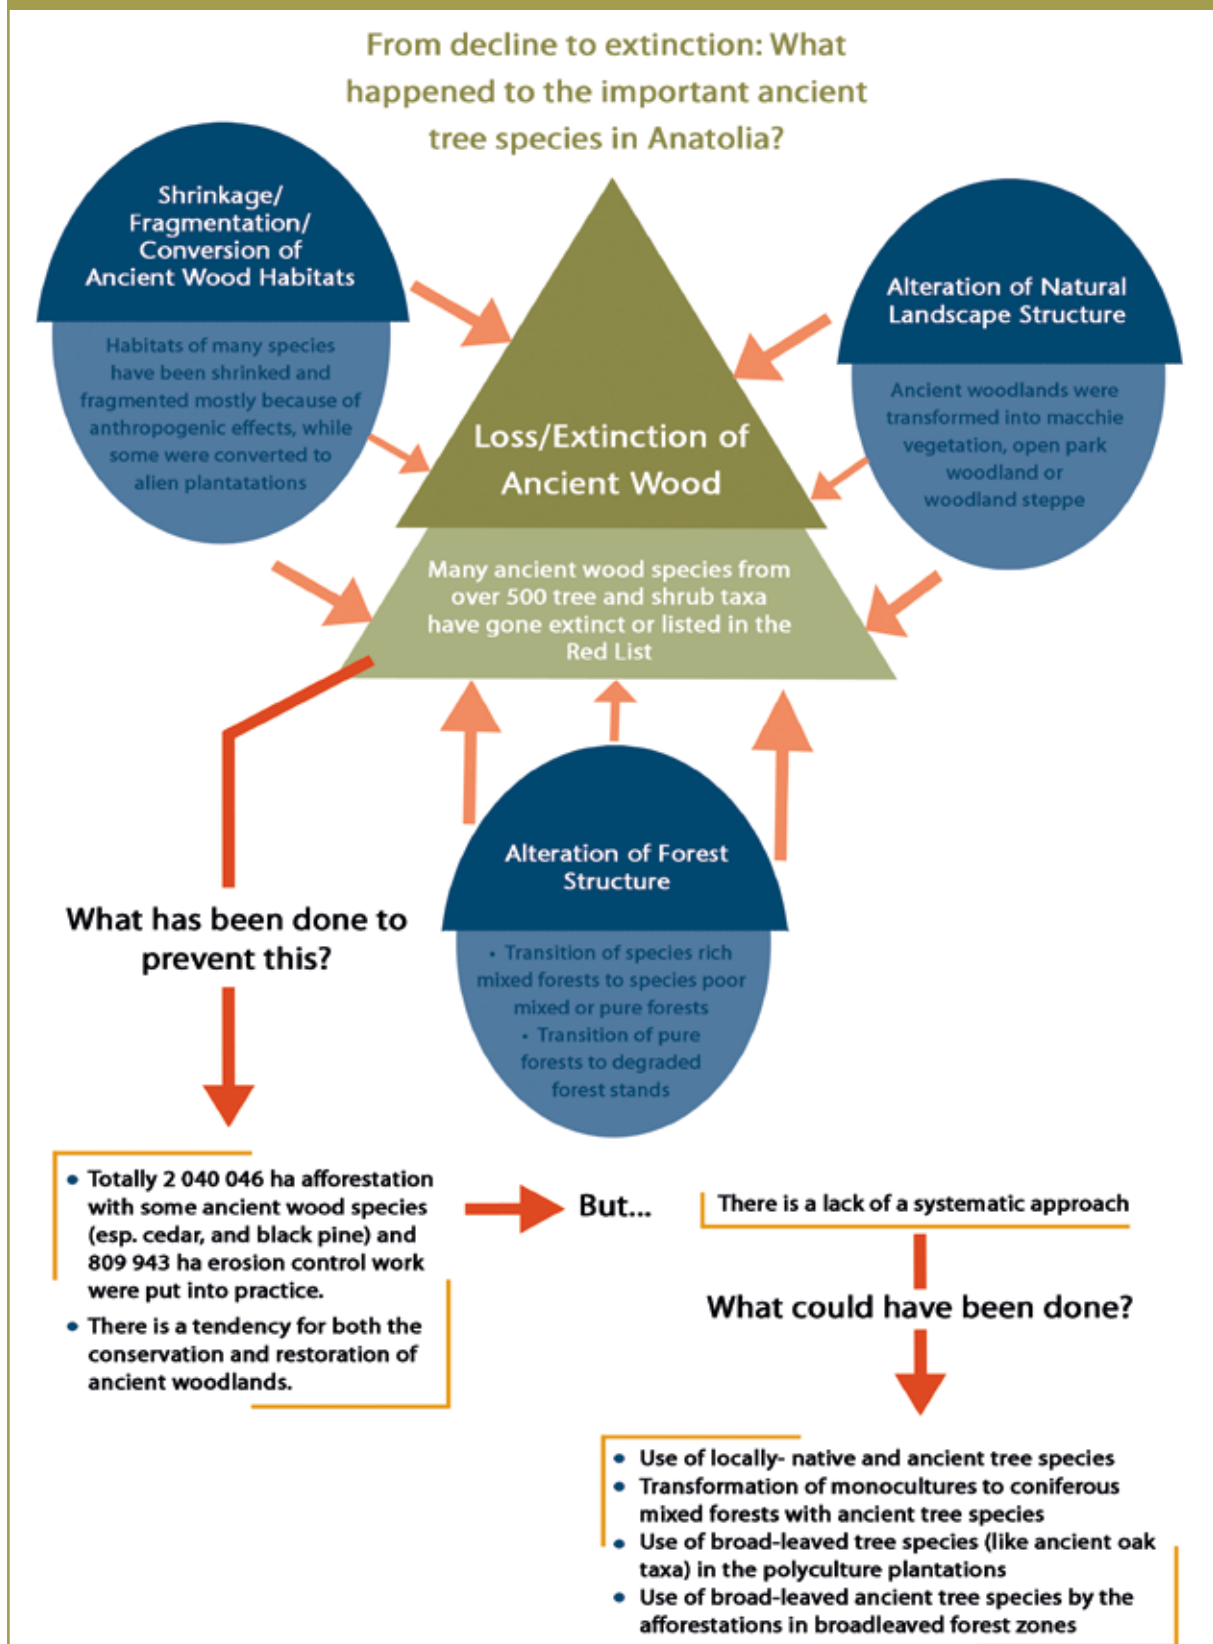 From decline to extinction: What
happened to the important ancient
tree species in Anatolia?
Shrinkage/
Fragmentation/
Conversion of
Ancient Wood Habitats
Habitats of many species
have been shrinked and
fragmented mostly because of
anthropogenic effects, while
some were converted to
alien plantatations
Alteration of Natural
Landscape Structure
Ancient woodlands were
transformed into macchie
vegetation, open park
woodland or
woodland steppe
Loss/Extinction of
Ancient Wood
Many ancient wood species from
over 500 tree and shrub taxa
have gone extinct or listed in the
Red List
Alteration of Forest
Structure
• Transition of species rich
mixed forests to species poor
mixed or pure forests
• Transition of pure
forests to degraded
forest stands
What has been done to
prevent this?
• Totally 2 040 046 ha afforestation
with some ancient wood species
(esp. cedar, and black pine) and
809 943 ha erosion control work
were put into practice.
• There is a tendency for both the
conservation and restoration of
ancient woodlands.
But...
There is a lack of a systematic approach
What could have been done?
• Use of locally- native and ancient tree species
• Transformation of monocultures to coniferous
mixed forests with ancient tree species
• Use of broad-leaved tree species (like ancient oak
taxa) in the polyculture plantations
• Use of broad-leaved ancient tree species by the
afforestations in broadleaved forest zones